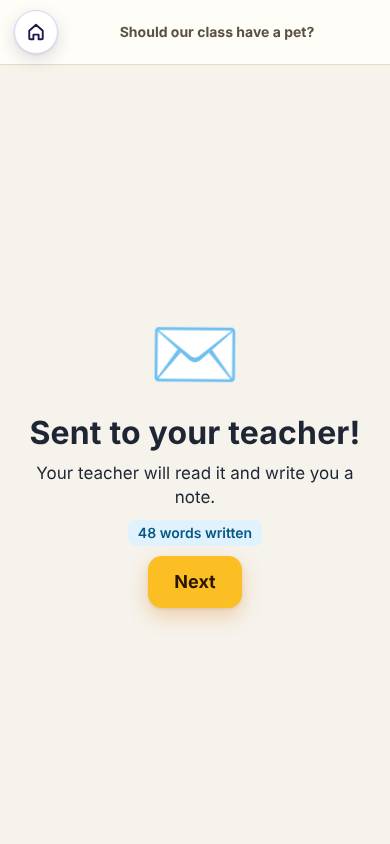 Should our class have a pet?
Sent to your teacher!
Your teacher will read it and write you a
note.
48 words written
Next